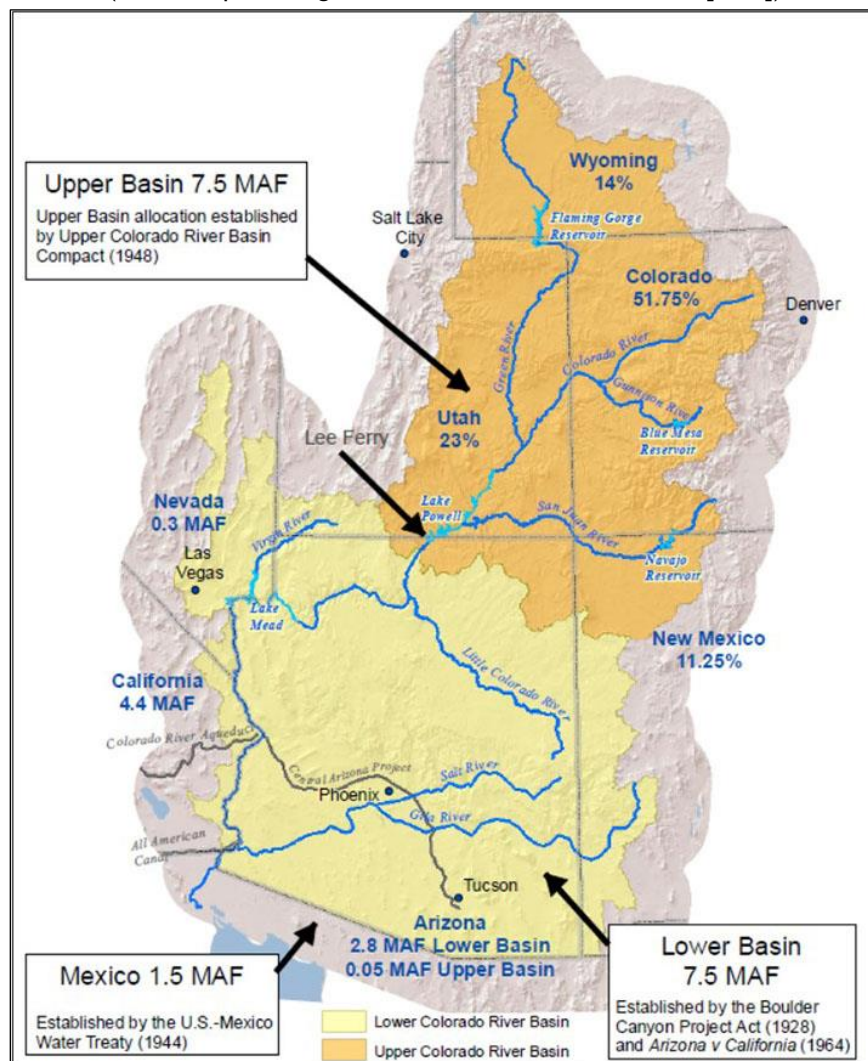 Upper Basin 7.5 MAF
Upper Basin allocation established
by Upper Colorado River Basin
Compact (1948)
Wyoming
14%
Salt Lake
City
Flaming Gorge
Reservoir
Colorado
51.75%
Denver
Green River
Colorado River
Gunnison River
Utah
23%
Blue Mesa
Reservoir
Lee Ferry
Lake
Powell
San Juan River
Navajo
Reservoir
Nevada
0.3 MAF
Virgin River
Las
Vegas
Lake
Mead
New Mexico
11.25%
California
4.4 MAF
Little Colorado River
Colorado River Aqueduct
Central Arizona Project
Salt River
Phoenix
Gila River
All American
Canal
Tucson
Arizona
2.8 MAF Lower Basin
0.05 MAF Upper Basin
Mexico 1.5 MAF
Established by the U.S.-Mexico
Water Treaty (1944)
Lower Basin
7.5 MAF
Established by the Boulder
Canyon Project Act (1928)
and Arizona v California (1964)
Lower Colorado River Basin
Upper Colorado River Basin